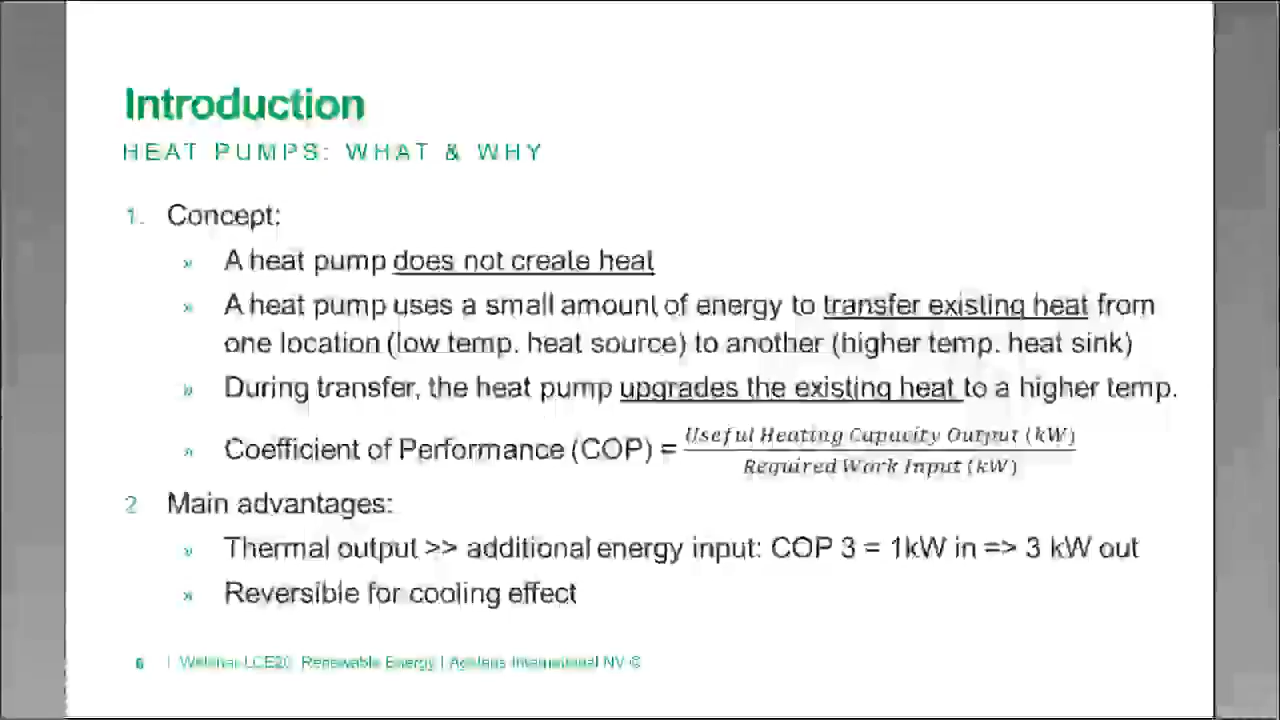 Introduction
HEAT PUMPS: WHAT & WHY
1. Concept:
» A heat pump does not create heat
» A heat pump uses a small amount of energy to transfer existing heat from
one location (low temp. heat source) to another (higher temp. heat sink)
» During transfer, the heat pump upgrades the existing heat to a higher temp.
» Coefficient of Performance (COP) = Useful Heating Capacity Output (kW) / Required Work Input (kW)
2 Main advantages:
» Thermal output >> additional energy input: COP 3 = 1kW in => 3 kW out
» Reversible for cooling effect
6 | Webinar LCE20 Renewable Energy | International NV ©